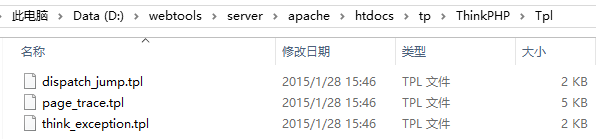 此电脑 > Data (D:) > webtools > server > apache > htdocs > tp > ThinkPHP > Tpl
名称 修改日期 类型 大小
dispatch_jump.tpl 2015/1/28 15:46 TPL 文件 2 KB
page_trace.tpl 2015/1/28 15:46 TPL 文件 5 KB
think_exception.tpl 2015/1/28 15:46 TPL 文件 2 KB